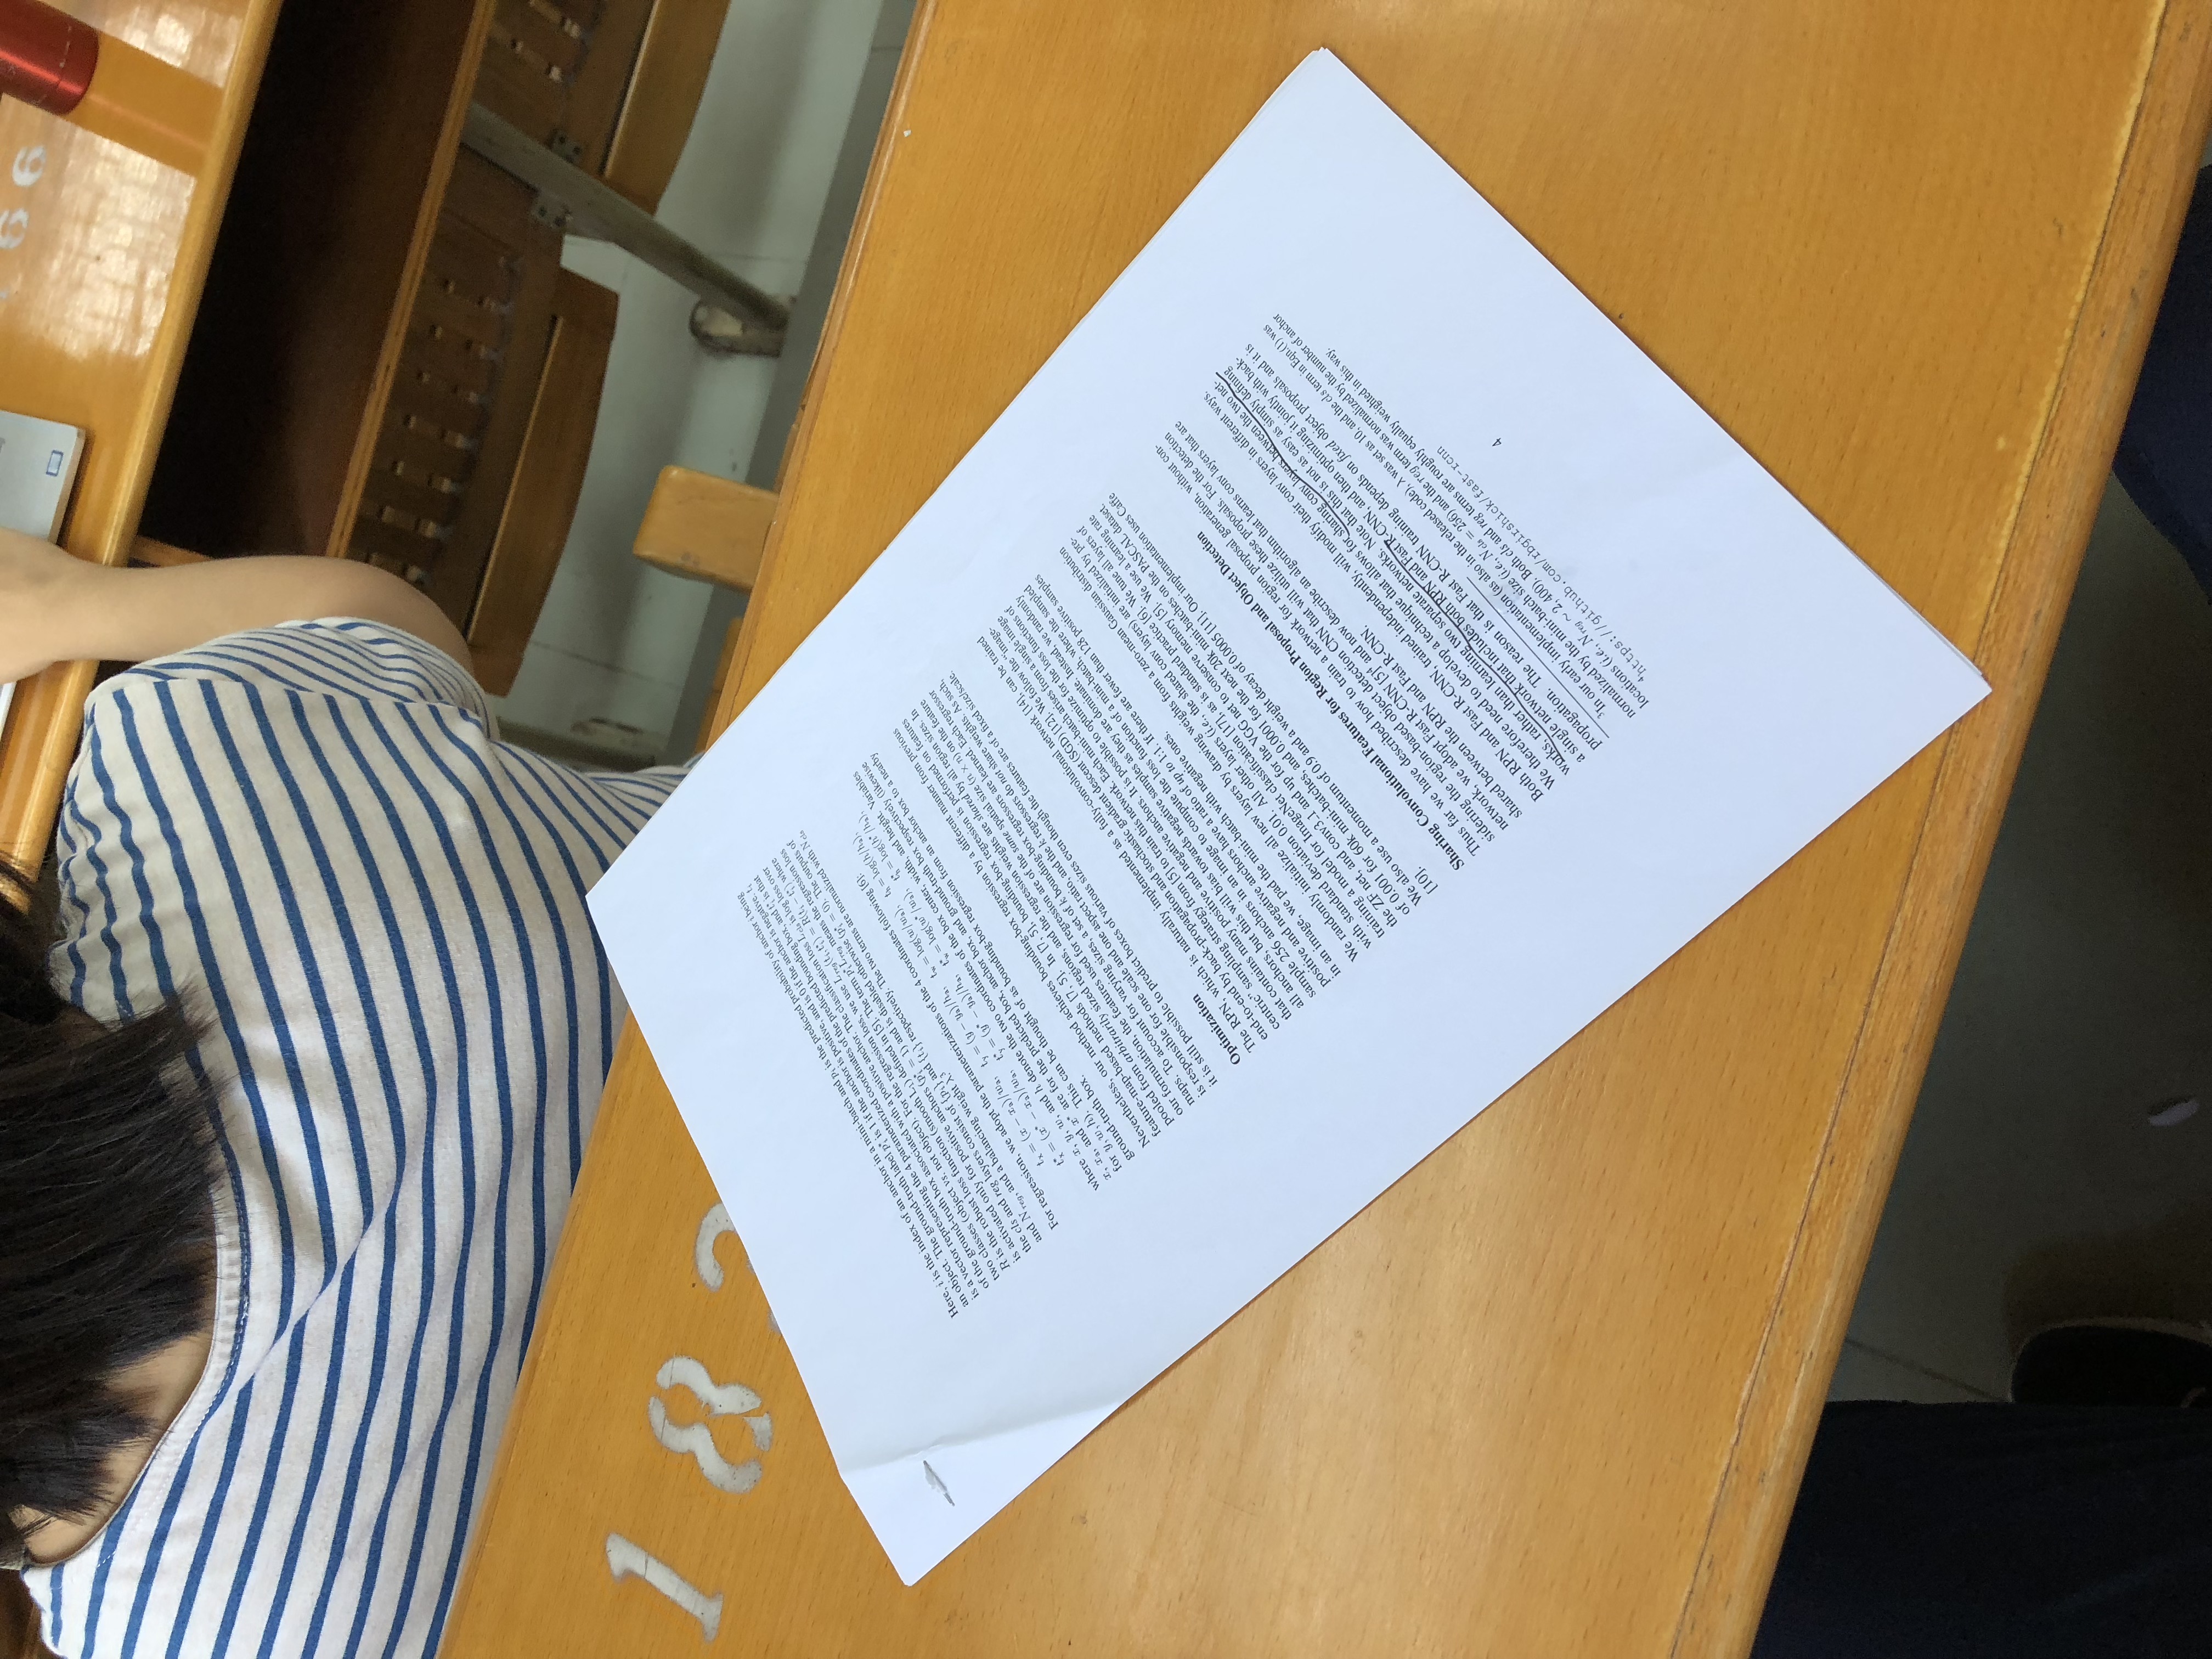 66
182
Here, i is the index of an anchor in a mini-batch and p_i is the predicted probability of anchor i being
an object. The ground-truth label p*_i is 1 if the anchor is positive, and is 0 if the anchor is negative. t_i
is a vector representing the 4 parameterized coordinates of the predicted bounding box, and t*_i is that
of the ground-truth box associated with a positive anchor. The classification loss L_cls is log loss over
two classes (object vs. not object). For the regression loss, we use L_reg(t_i, t*_i) = R(t_i − t*_i) where
R is the robust loss function (smooth L_1) defined in [5]. The term p*_i L_reg means the regression loss
is activated only for positive anchors (p*_i = 1) and is disabled otherwise (p*_i = 0). The outputs of
the cls and reg layers consist of {p_i} and {t_i} respectively. The two terms are normalized with N_cls
and N_reg, and a balancing weight λ.³
For regression, we adopt the parameterizations of the 4 coordinates following [6]:
t_x = (x − x_a)/w_a, t_y = (y − y_a)/h_a, t_w = log(w/w_a), t_h = log(h/h_a),
t*_x = (x* − x_a)/w_a, t*_y = (y* − y_a)/h_a, t*_w = log(w*/w_a), t*_h = log(h*/h_a),
where x, y, w, and h denote the two coordinates of the box center, width, and height. Variables
x, x_a, and x* are for the predicted box, anchor box, and ground-truth box respectively (likewise
for y, w, h). This can be thought of as bounding-box regression from an anchor box to a nearby
ground-truth box.
Nevertheless, our method achieves bounding-box regression by a different manner from previous
feature-map-based methods [7, 5]. In [7, 5], bounding-box regression is performed on features
pooled from arbitrarily sized regions, and the regression weights are shared by all region sizes. In
our formulation, the features used for regression are of the same spatial size (n × n) on the feature
maps. To account for varying sizes, a set of k bounding-box regressors are learned. Each regressor
is responsible for one scale and one aspect ratio, and the k regressors do not share weights. As such,
it is still possible to predict boxes of various sizes even though the features are of a fixed size/scale.
Optimization
The RPN, which is naturally implemented as a fully-convolutional network [14], can be trained
end-to-end by back-propagation and stochastic gradient descent (SGD) [12]. We follow the "image-
centric" sampling strategy from [5] to train this network. Each mini-batch arises from a single image
that contains many positive and negative anchors. It is possible to optimize for the loss functions of
all anchors, but this will bias towards negative samples as they are dominate. Instead, we randomly
sample 256 anchors in an image to compute the loss function of a mini-batch, where the sampled
positive and negative anchors have a ratio of up to 1:1. If there are fewer than 128 positive samples
in an image, we pad the mini-batch with negative ones.
We randomly initialize all new layers by drawing weights from a zero-mean Gaussian distribution
with standard deviation 0.01. All other layers (i.e., the shared conv layers) are initialized by pre-
training a model for ImageNet classification [17], as is standard practice [6]. We tune all layers of
the ZF net, and conv3_1 and up for the VGG net to conserve memory [5]. We use a learning rate
of 0.001 for 60k mini-batches, and 0.0001 for the next 20k mini-batches on the PASCAL dataset.
We also use a momentum of 0.9 and a weight decay of 0.0005 [11]. Our implementation uses Caffe
[10].
Sharing Convolutional Features for Region Proposal and Object Detection
Thus far we have described how to train a network for region proposal generation, without con-
sidering the region-based object detection CNN that will utilize these proposals. For the detection
network, we adopt Fast R-CNN [5]⁴ and now describe an algorithm that learns conv layers that are
shared between the RPN and Fast R-CNN.
Both RPN and Fast R-CNN, trained independently, will modify their conv layers in different ways.
We therefore need to develop a technique that allows for sharing conv layers between the two net-
works, rather than learning two separate networks. Note that this is not as easy as simply defining
a single network that includes both RPN and Fast R-CNN, and then optimizing it jointly with back-
propagation. The reason is that Fast R-CNN training depends on fixed object proposals and it is
³In our early implementation (as also in the released code), λ was set as 10, and the cls term in Eqn.(1) was
normalized by the mini-batch size (i.e., N_cls = 256) and the reg term was normalized by the number of anchor
locations (i.e., N_reg ∼ 2,400). Both cls and reg terms are roughly equally weighted in this way.
⁴https://github.com/rbgirshick/fast-rcnn
4